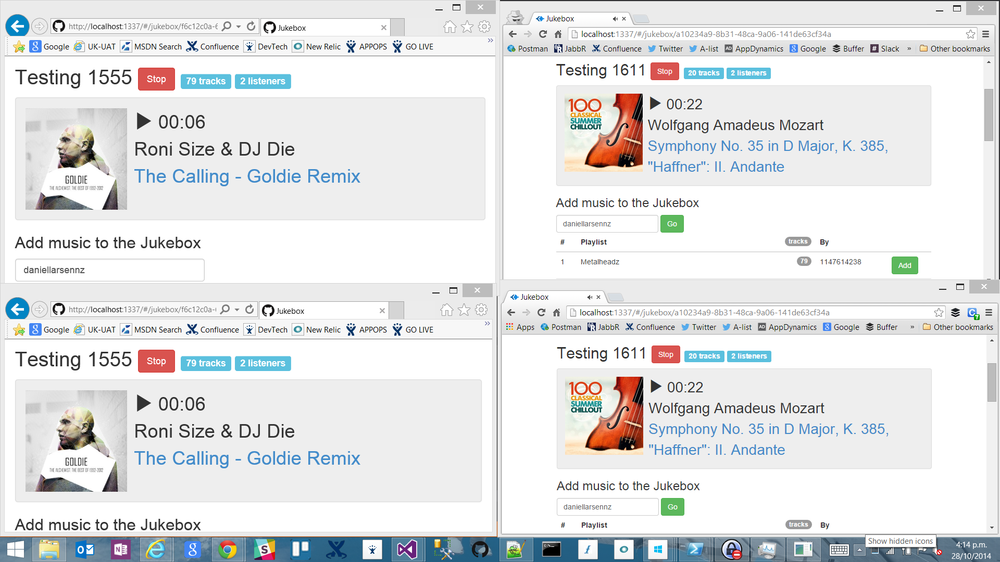 http://localhost:1337/#/jukebox/f6c12c0a-6
Jukebox
Google
UK-UAT
MSDN Search
Confluence
DevTech
New Relic
APPOPS
GO LIVE
Testing 1555
Stop
79 tracks
2 listeners
00:06
Roni Size & DJ Die
The Calling - Goldie Remix
GOLDIE
THE ALCHEMIST: THE BEST OF 1992-2012
Add music to the Jukebox
daniellarsennz
Jukebox
localhost:1337/#/jukebox/a10234a9-8b31-48ca-9a06-141de63cf34a
Postman
JabbR
Confluence
Twitter
A-list
AppDynamics
Google
Buffer
Slack
»
Other bookmarks
Testing 1611
Stop
20 tracks
2 listeners
100
CLASSICAL
SUMMER
CHILLOUT
00:22
Wolfgang Amadeus Mozart
Symphony No. 35 in D Major, K. 385,
"Haffner": II. Andante
Add music to the Jukebox
daniellarsennz
Go
# Playlist tracks By
1 Metalheadz 79 1147614238 Add
http://localhost:1337/#/jukebox/f6c12c0a-
Jukebox
Google
UK-UAT
MSDN Search
Confluence
DevTech
New Relic
APPOPS
GO LIVE
Testing 1555
Stop
79 tracks
2 listeners
00:06
Roni Size & DJ Die
The Calling - Goldie Remix
GOLDIE
THE ALCHEMIST: THE BEST OF 1992-2012
Add music to the Jukebox
Jukebox
localhost:1337/#/jukebox/a10234a9-8b31-48ca-9a06-141de63cf34a
7
Apps
Postman
JabbR
Confluence
Twitter
A-list
AppDynamics
Google
Buffer
»
Other bookmarks
Testing 1611
Stop
20 tracks
2 listeners
100
CLASSICAL
SUMMER
CHILLOUT
00:22
Wolfgang Amadeus Mozart
Symphony No. 35 in D Major, K. 385,
"Haffner": II. Andante
Add music to the Jukebox
daniellarsennz
Go
# Playlist tracks By
Show hidden icons
4:14 p.m.
28/10/2014